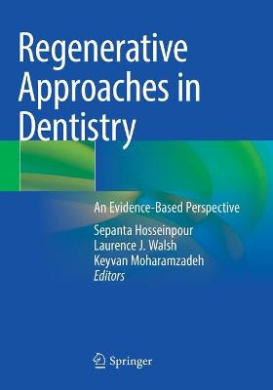 Regenerative
Approaches in
Dentistry
An Evidence-Based Perspective
Sepanta Hosseinpour
Laurence J. Walsh
Keyvan Moharamzadeh
Editors
Springer